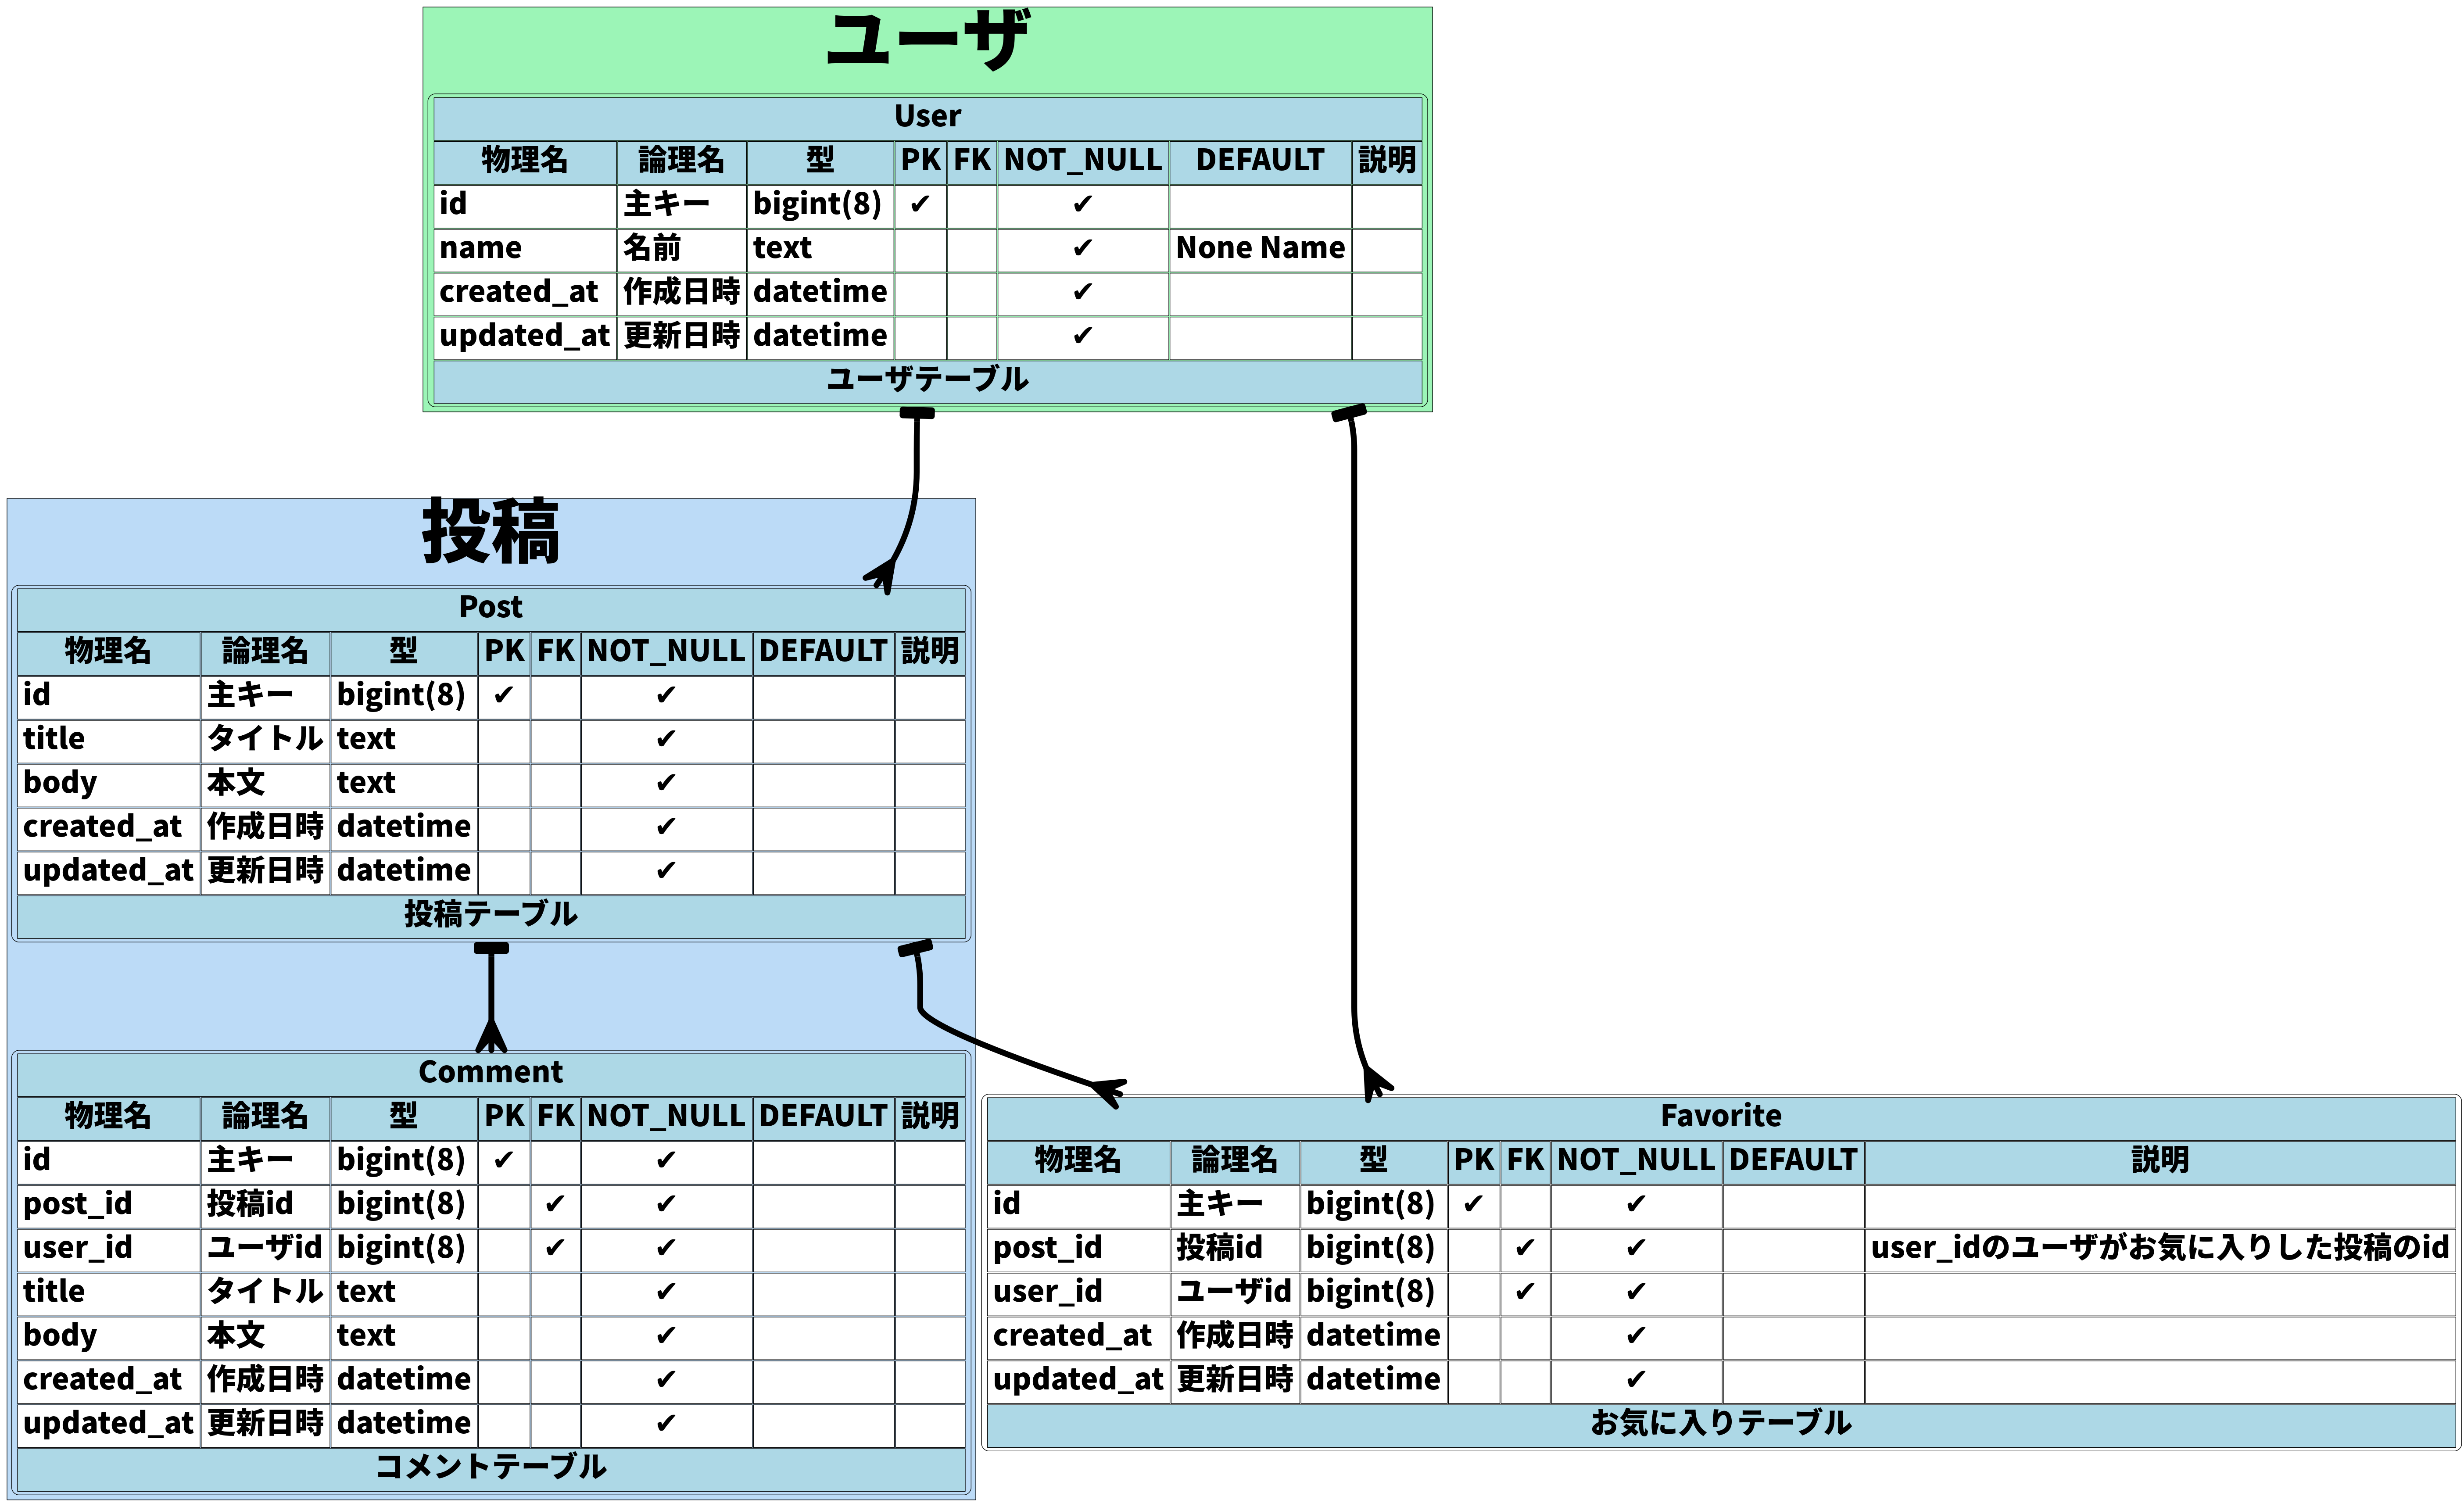 ユーザ
User
物理名 論理名 型 PK FK NOT_NULL DEFAULT 説明
id 主キー bigint(8) ✔ ✔
name 名前 text ✔ None Name
created_at 作成日時 datetime ✔
updated_at 更新日時 datetime ✔
ユーザテーブル
投稿
Post
物理名 論理名 型 PK FK NOT_NULL DEFAULT 説明
id 主キー bigint(8) ✔ ✔
title タイトル text ✔
body 本文 text ✔
created_at 作成日時 datetime ✔
updated_at 更新日時 datetime ✔
投稿テーブル
Comment
物理名 論理名 型 PK FK NOT_NULL DEFAULT 説明
id 主キー bigint(8) ✔ ✔
post_id 投稿id bigint(8) ✔ ✔
user_id ユーザid bigint(8) ✔ ✔
title タイトル text ✔
body 本文 text ✔
created_at 作成日時 datetime ✔
updated_at 更新日時 datetime ✔
コメントテーブル
Favorite
物理名 論理名 型 PK FK NOT_NULL DEFAULT 説明
id 主キー bigint(8) ✔ ✔
post_id 投稿id bigint(8) ✔ ✔ user_idのユーザがお気に入りした投稿のid
user_id ユーザid bigint(8) ✔ ✔
created_at 作成日時 datetime ✔
updated_at 更新日時 datetime ✔
お気に入りテーブル